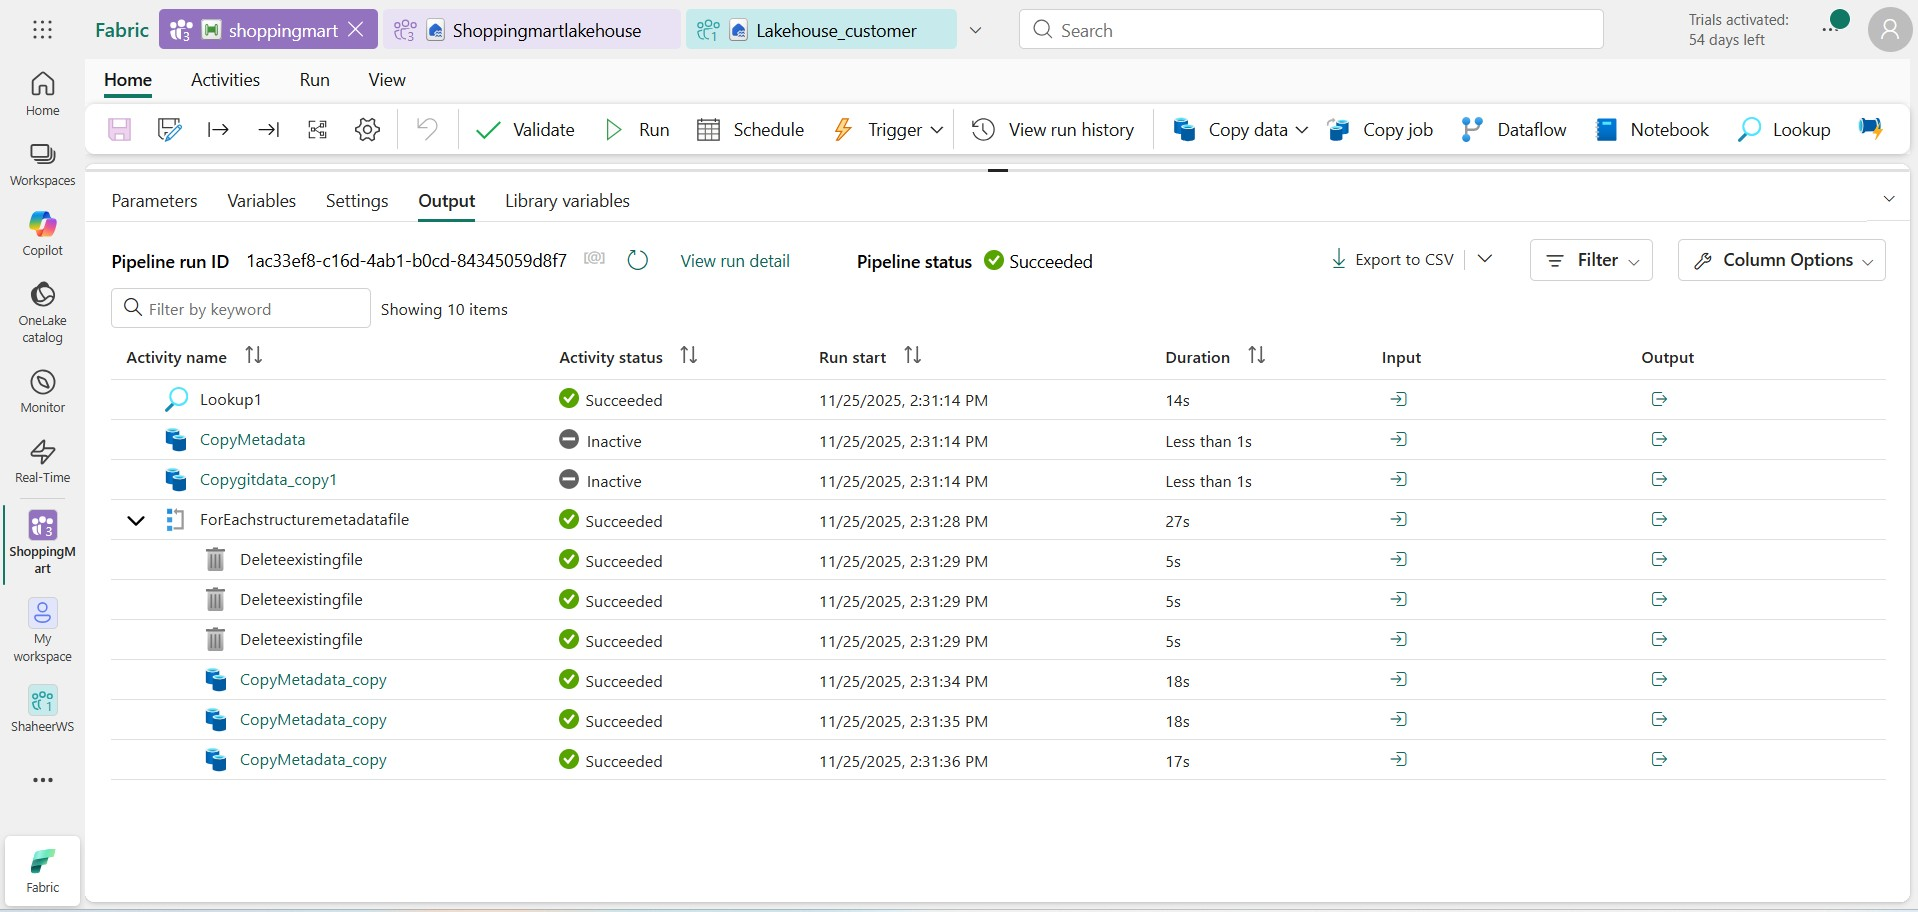 Fabric
3
shoppingmart
3
Shoppingmartlakehouse
1
Lakehouse_customer
Search
Trials activated:
54 days left
Home
Workspaces
Copilot
OneLake
catalog
Monitor
Real-Time
3
ShoppingM
art
My
workspace
1
ShaheerWS
Fabric
Home Activities Run View
Validate Run Schedule Trigger View run history Copy data Copy job Dataflow Notebook Lookup
Parameters Variables Settings Output Library variables
Pipeline run ID 1ac33ef8-c16d-4ab1-b0cd-84345059d8f7 [@] View run detail Pipeline status Succeeded Export to CSV Filter Column Options
Filter by keyword Showing 10 items
Activity name Activity status Run start Duration Input Output
Lookup1 Succeeded 11/25/2025, 2:31:14 PM 14s
CopyMetadata Inactive 11/25/2025, 2:31:14 PM Less than 1s
Copygitdata_copy1 Inactive 11/25/2025, 2:31:14 PM Less than 1s
ForEachstructuremetadatafile Succeeded 11/25/2025, 2:31:28 PM 27s
Deleteexistingfile Succeeded 11/25/2025, 2:31:29 PM 5s
Deleteexistingfile Succeeded 11/25/2025, 2:31:29 PM 5s
Deleteexistingfile Succeeded 11/25/2025, 2:31:29 PM 5s
CopyMetadata_copy Succeeded 11/25/2025, 2:31:34 PM 18s
CopyMetadata_copy Succeeded 11/25/2025, 2:31:35 PM 18s
CopyMetadata_copy Succeeded 11/25/2025, 2:31:36 PM 17s